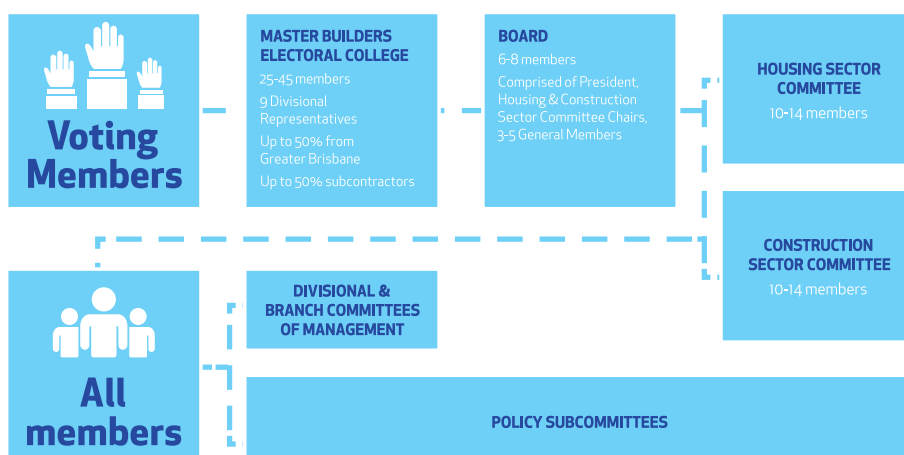 Voting
Members
MASTER BUILDERS
ELECTORAL COLLEGE
25-45 members
9 Divisional
Representatives
Up to 50% from
Greater Brisbane
Up to 50% subcontractors
BOARD
6-8 members
Comprised of President,
Housing & Construction
Sector Committee Chairs,
3-5 General Members
HOUSING SECTOR
COMMITTEE
10-14 members
CONSTRUCTION
SECTOR COMMITTEE
10-14 members
All
members
DIVISIONAL &
BRANCH COMMITTEES
OF MANAGEMENT
POLICY SUBCOMMITTEES